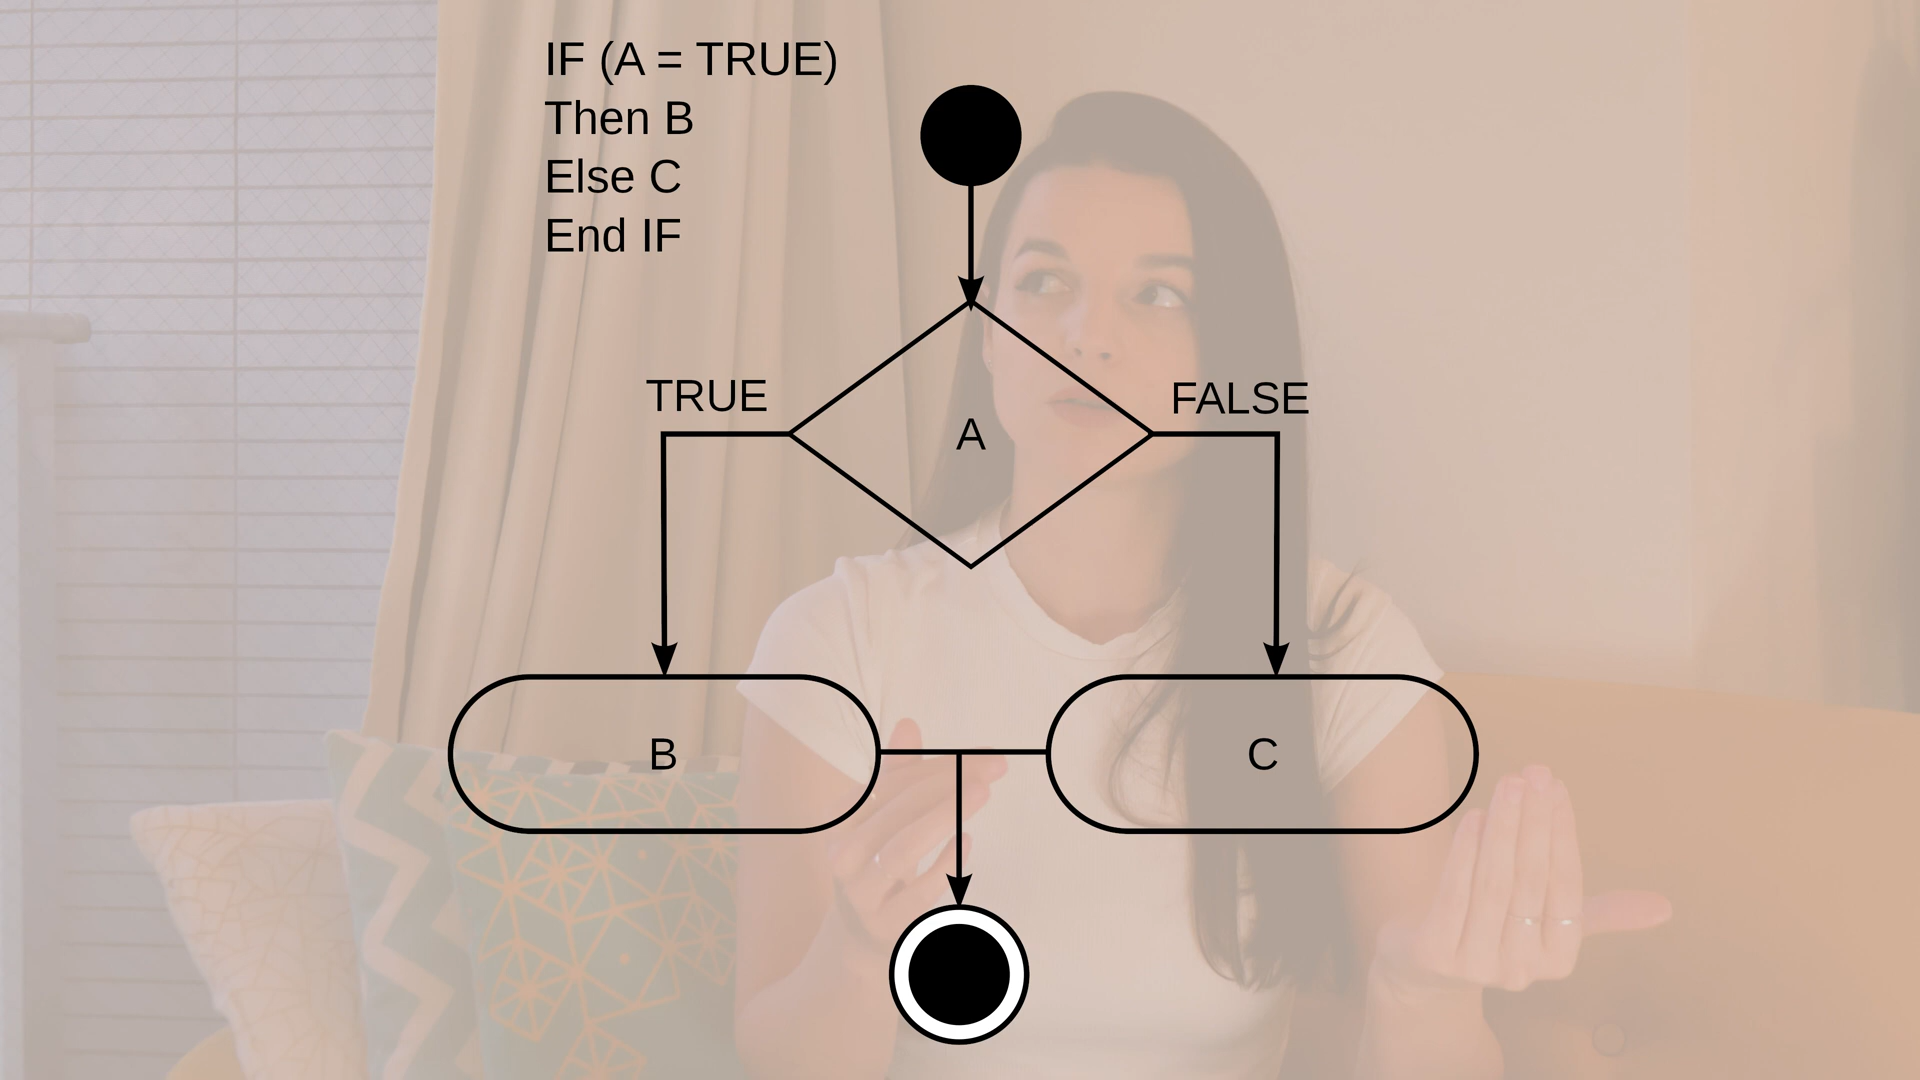 IF (A = TRUE)
Then B
Else C
End IF
TRUE
FALSE
A
B
C